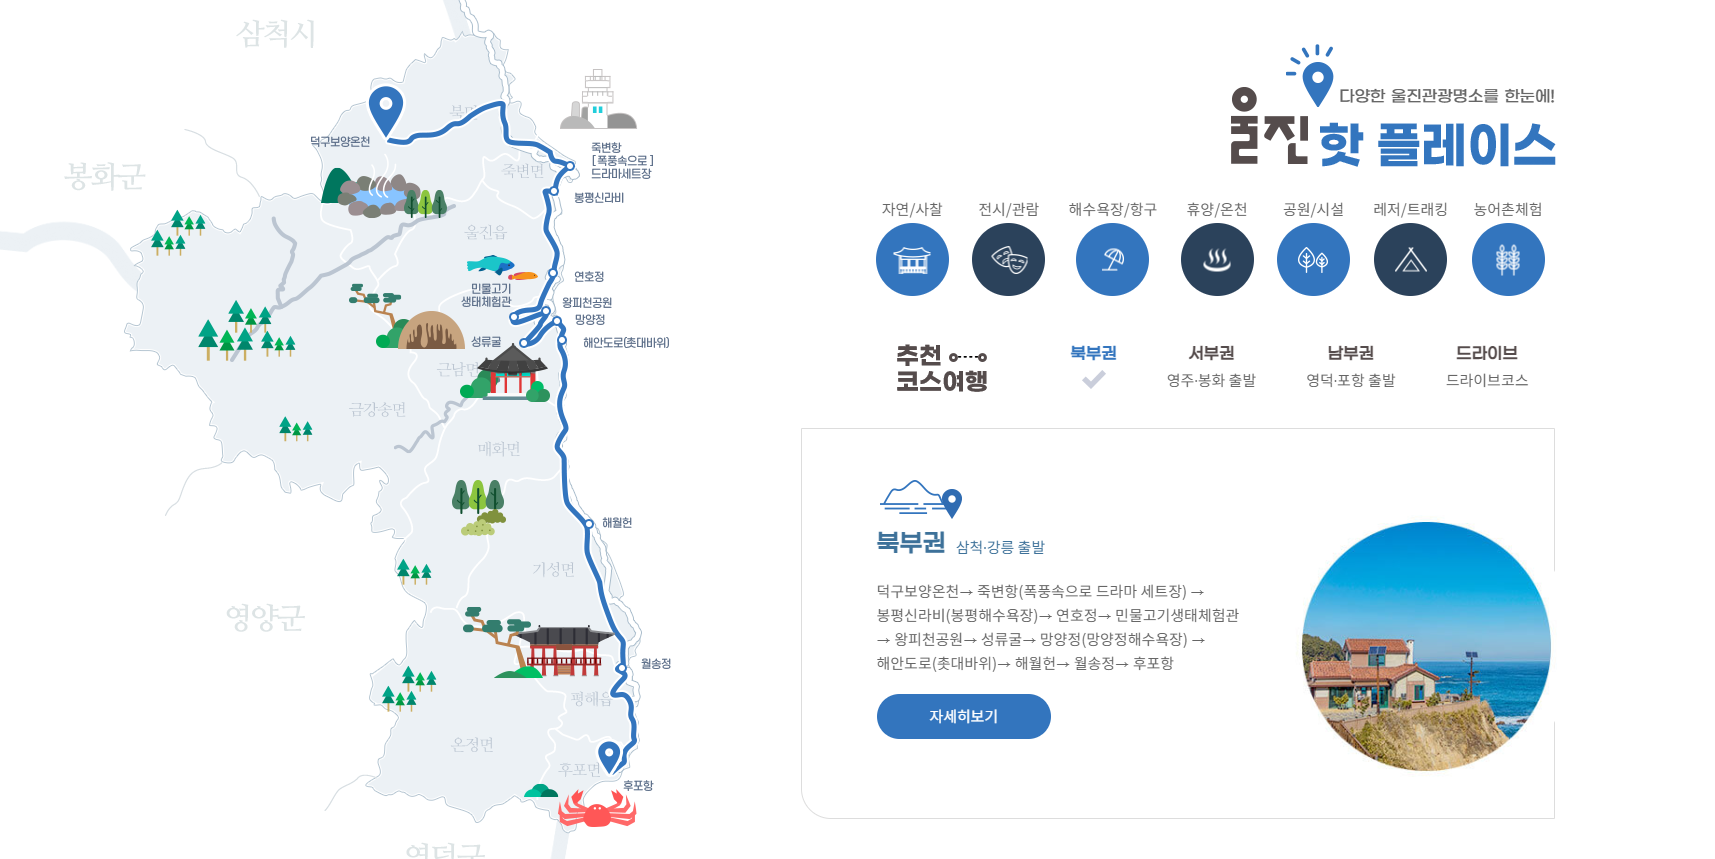 삼척시
북면
덕구보양온천
죽변항
[폭풍속으로]
드라마세트장
죽변면
봉화군
봉평신라비
울진읍
연호정
민물고기
생태체험관
왕피천공원
망양정
성류굴
해안도로(촛대바위)
근남면
금강송면
매화면
해월헌
기성면
영양군
월송정
평해읍
온정면
후포면
후포항
영덕군
다양한 울진관광명소를 한눈에!
울진 핫 플레이스
자연/사찰
전시/관람
해수욕장/항구
휴양/온천
공원/시설
레저/트래킹
농어촌체험
추천
코스여행
북부권
서부권
영주·봉화 출발
남부권
영덕·포항 출발
드라이브
드라이브코스
북부권 삼척·강릉 출발
덕구보양온천→ 죽변항(폭풍속으로 드라마 세트장) →
봉평신라비(봉평해수욕장)→ 연호정→ 민물고기생태체험관
→ 왕피천공원→ 성류굴→ 망양정(망양정해수욕장) →
해안도로(촛대바위)→ 해월헌→ 월송정→ 후포항
자세히보기